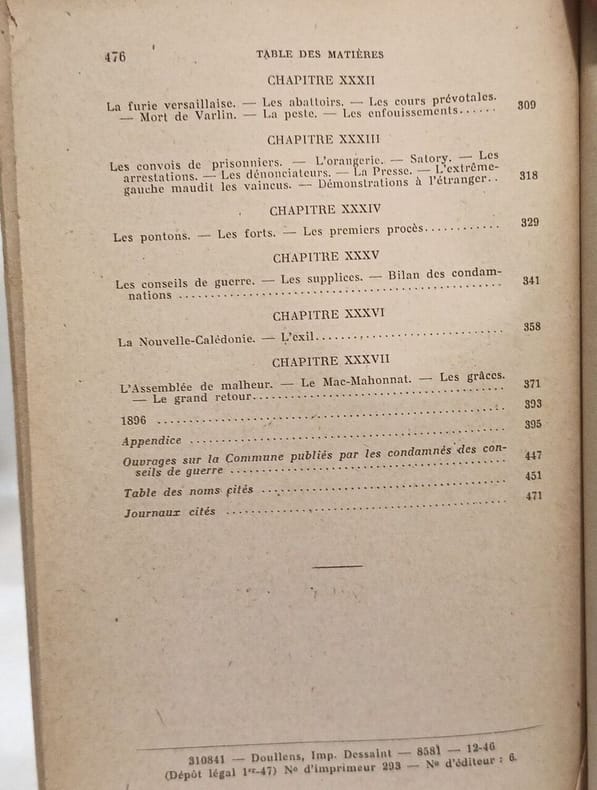 476 TABLE DES MATIÈRES
CHAPITRE XXXII
La furie versaillaise. — Les abattoirs. — Les cours prévotales.
— Mort de Varlin. — La peste. — Les enfouissements...... 309
CHAPITRE XXXIII
Les convois de prisonniers. — L'orangerie. — Satory. — Les
arrestations. — Les dénonciateurs. — La Presse. — L'extrême-
gauche maudit les vaincus. — Démonstrations à l'étranger.. 318
CHAPITRE XXXIV
Les pontons. — Les forts. — Les premiers procès............ 329
CHAPITRE XXXV
Les conseils de guerre. — Les supplices. — Bilan des condam-
nations ............................................. 341
CHAPITRE XXXVI
La Nouvelle-Calédonie. — L'exil............................ 358
CHAPITRE XXXVII
L'Assemblée de malheur. — Le Mac-Mahonnat. — Les grâces.
— Le grand retour................................... 371
1896 ................................................ 393
Appendice ........................................... 395
Ouvrages sur la Commune publiés par les condamnés des con-
seils de guerre ..................................... 447
Table des noms cités ................................ 451
Journaux cités ...................................... 471
310841 — Doullens, Imp. Dessaint — 8581 — 12-46
(Dépôt légal 1er-47) No d'imprimeur 293 — No d'éditeur : 6.